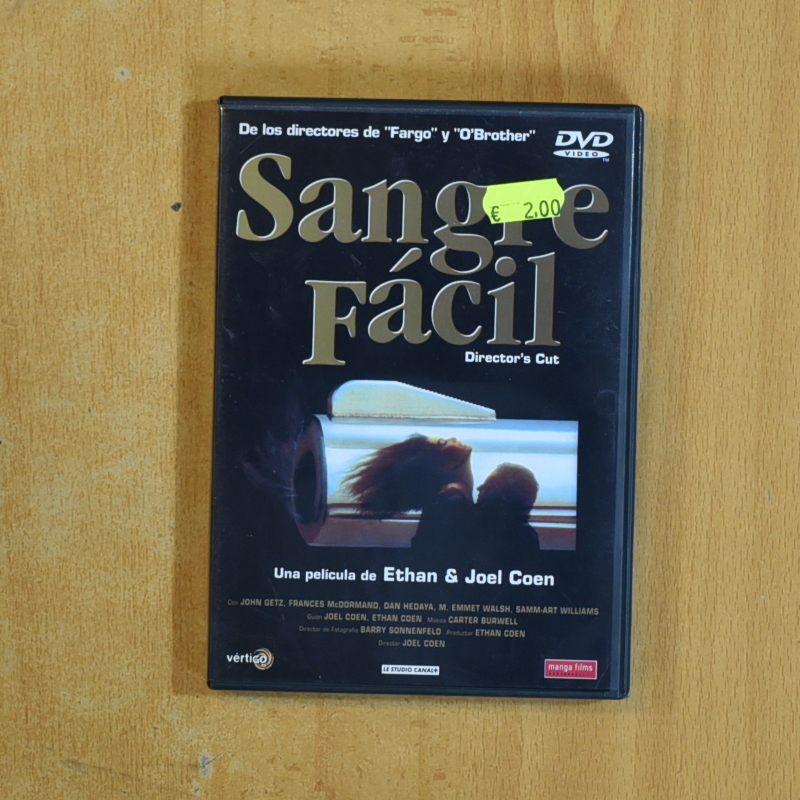 De los directores de "Fargo" y "O'Brother"
DVD
VIDEO
TM
Sangre
€ 2,00
Fácil
Director's Cut
Una película de Ethan & Joel Coen
Con JOHN GETZ, FRANCES McDORMAND, DAN HEDAYA, M. EMMET WALSH, SAMM-ART WILLIAMS
Guion JOEL COEN, ETHAN COEN Música CARTER BURWELL
Director de Fotografía BARRY SONNENFELD Productor ETHAN COEN
Director JOEL COEN
vértigo
LE STUDIO CANAL+
manga films